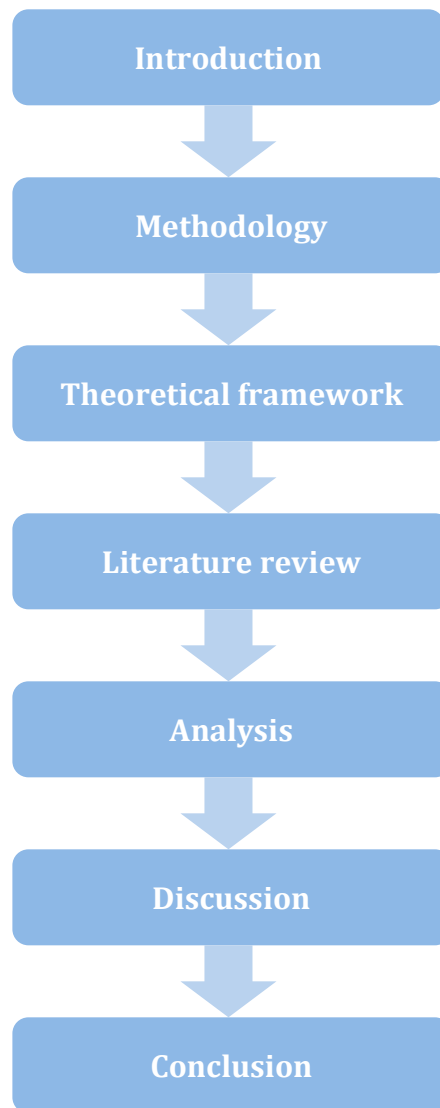 Introduction
Methodology
Theoretical framework
Literature review
Analysis
Discussion
Conclusion